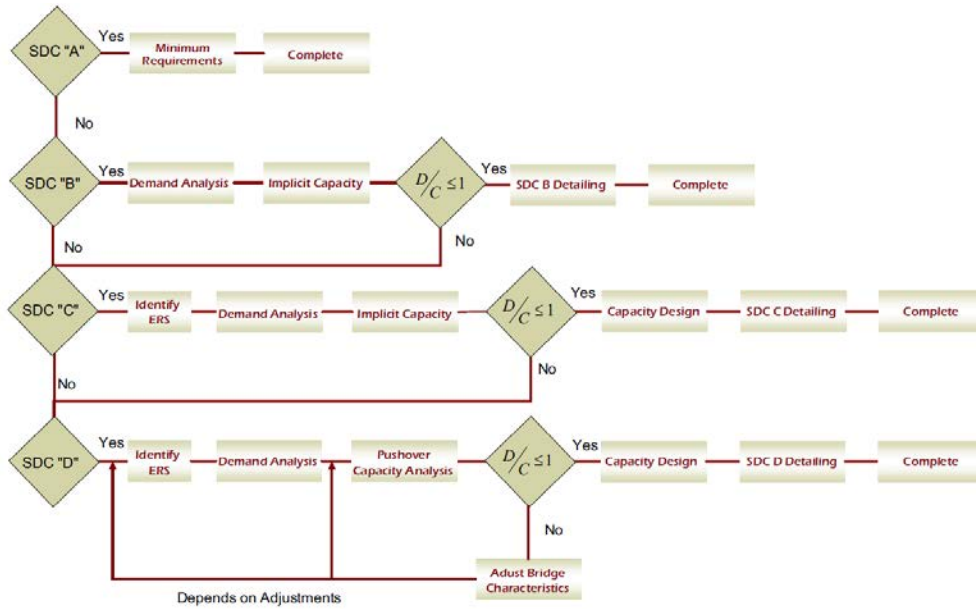 SDC "A"
Yes
Minimum
Requirements
Complete
No
SDC "B"
Yes
Demand Analysis
Implicit Capacity
D/C ≤ 1
Yes
SDC B Detailing
Complete
No
No
SDC "C"
Yes
Identify
ERS
Demand Analysis
Implicit Capacity
D/C ≤ 1
Yes
Capacity Design
SDC C Detailing
Complete
No
No
SDC "D"
Yes
Identify
ERS
Demand Analysis
Pushover
Capacity Analysis
D/C ≤ 1
Yes
Capacity Design
SDC D Detailing
Complete
No
Adust Bridge
Characteristics
Depends on Adjustments